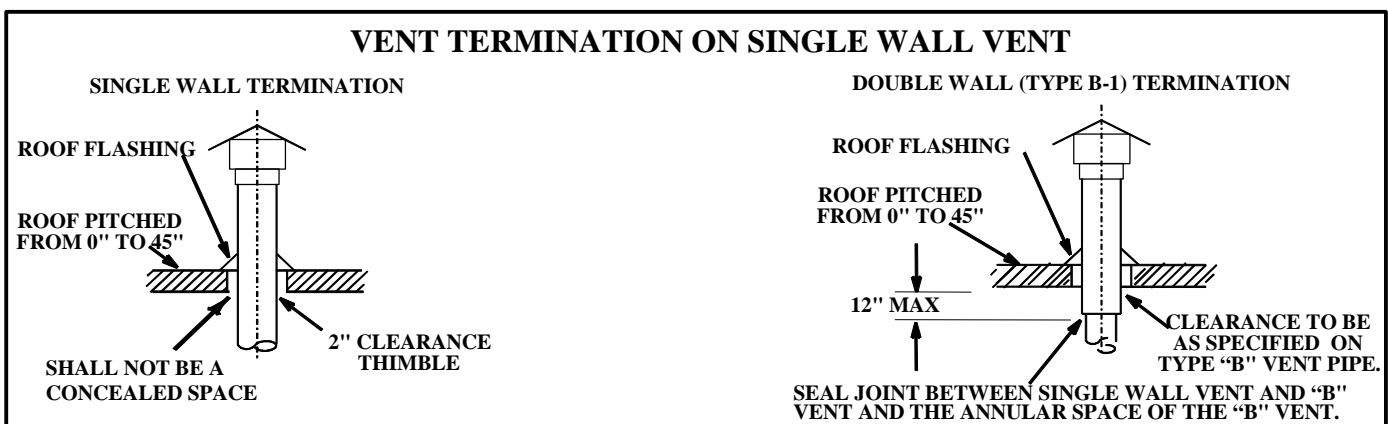 VENT TERMINATION ON SINGLE WALL VENT
SINGLE WALL TERMINATION
ROOF FLASHING
ROOF PITCHED
FROM 0" TO 45"
SHALL NOT BE A
CONCEALED SPACE
2" CLEARANCE
THIMBLE
DOUBLE WALL (TYPE B-1) TERMINATION
ROOF FLASHING
ROOF PITCHED
FROM 0" TO 45"
12" MAX
CLEARANCE TO BE
AS SPECIFIED ON
TYPE “B" VENT PIPE.
SEAL JOINT BETWEEN SINGLE WALL VENT AND “B"
VENT AND THE ANNULAR SPACE OF THE “B" VENT.